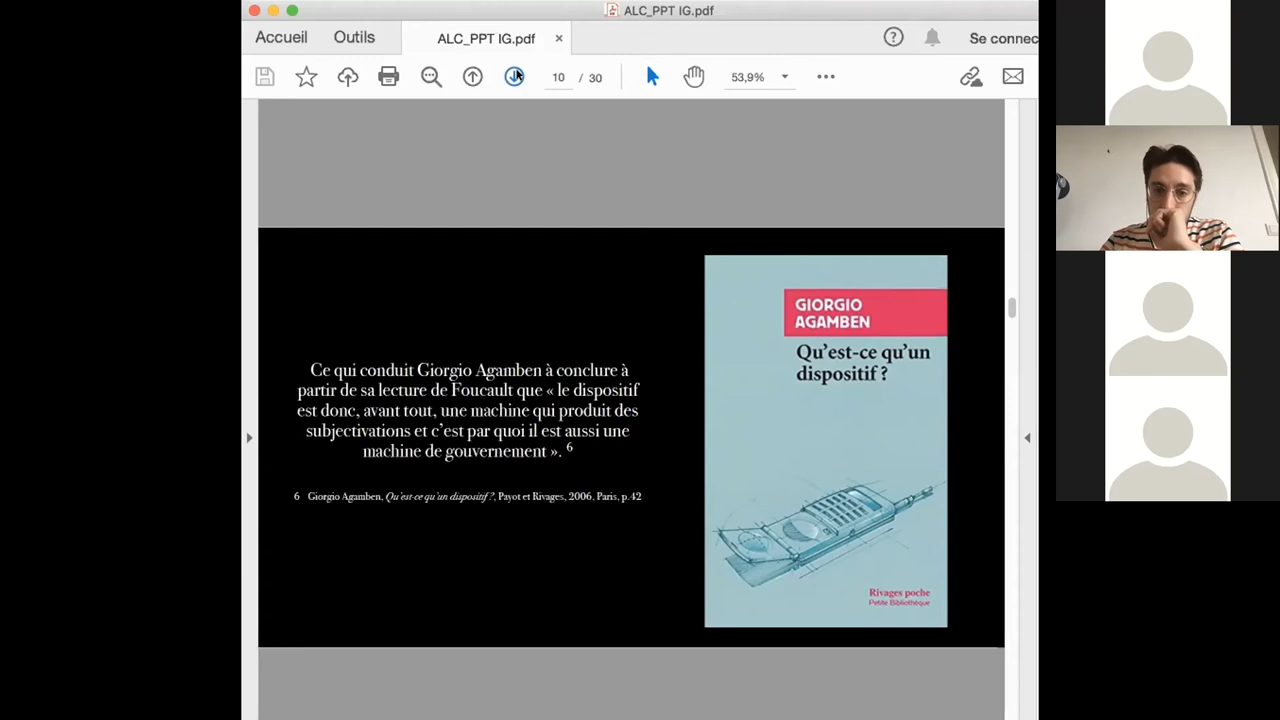 ALC_PPT IG.pdf
Accueil Outils ALC_PPT IG.pdf × Se connec
10 / 30 53,9%
Ce qui conduit Giorgio Agamben à conclure à
partir de sa lecture de Foucault que « le dispositif
est donc, avant tout, une machine qui produit des
subjectivations et c’est par quoi il est aussi une
machine de gouvernement ». 6
6 Giorgio Agamben, Qu’est-ce qu’un dispositif ?, Payot et Rivages, 2006, Paris, p.42
GIORGIO
AGAMBEN
Qu’est-ce qu’un
dispositif ?
Rivages poche
Petite Bibliothèque